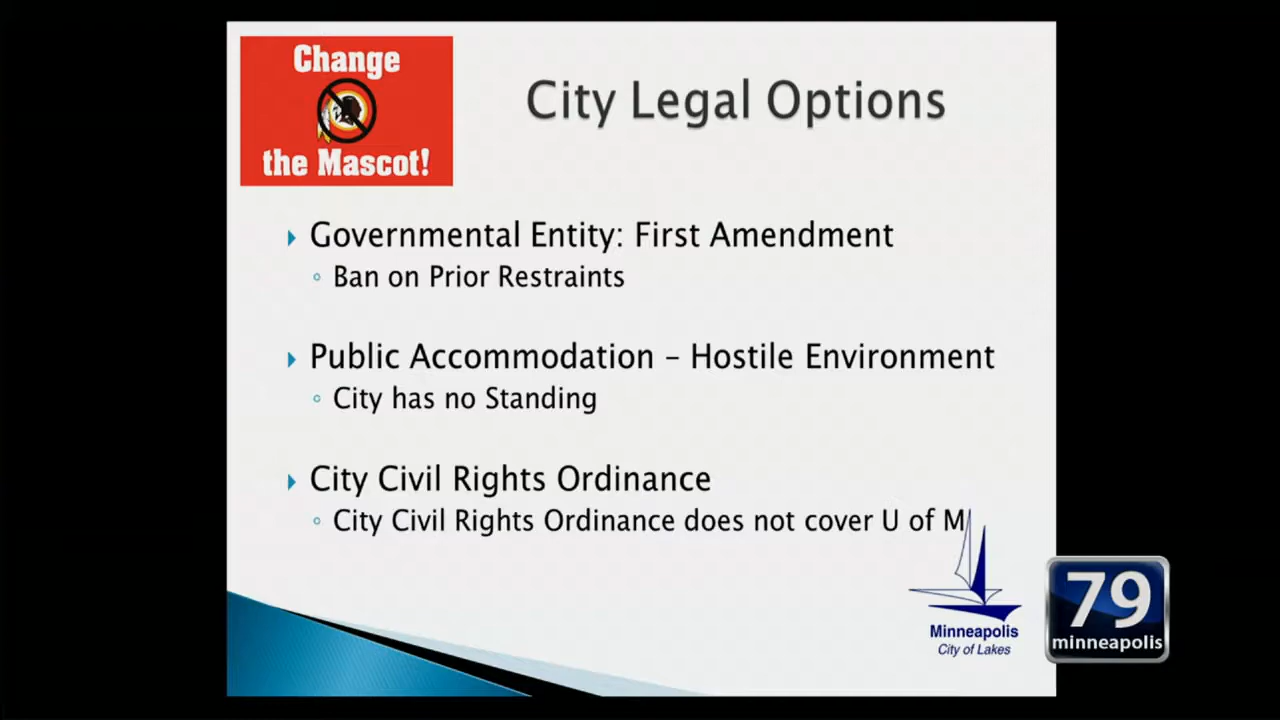 Change
the Mascot!
City Legal Options
Governmental Entity: First Amendment
Ban on Prior Restraints
Public Accommodation – Hostile Environment
City has no Standing
City Civil Rights Ordinance
City Civil Rights Ordinance does not cover U of M
Minneapolis
City of Lakes
79
minneapolis